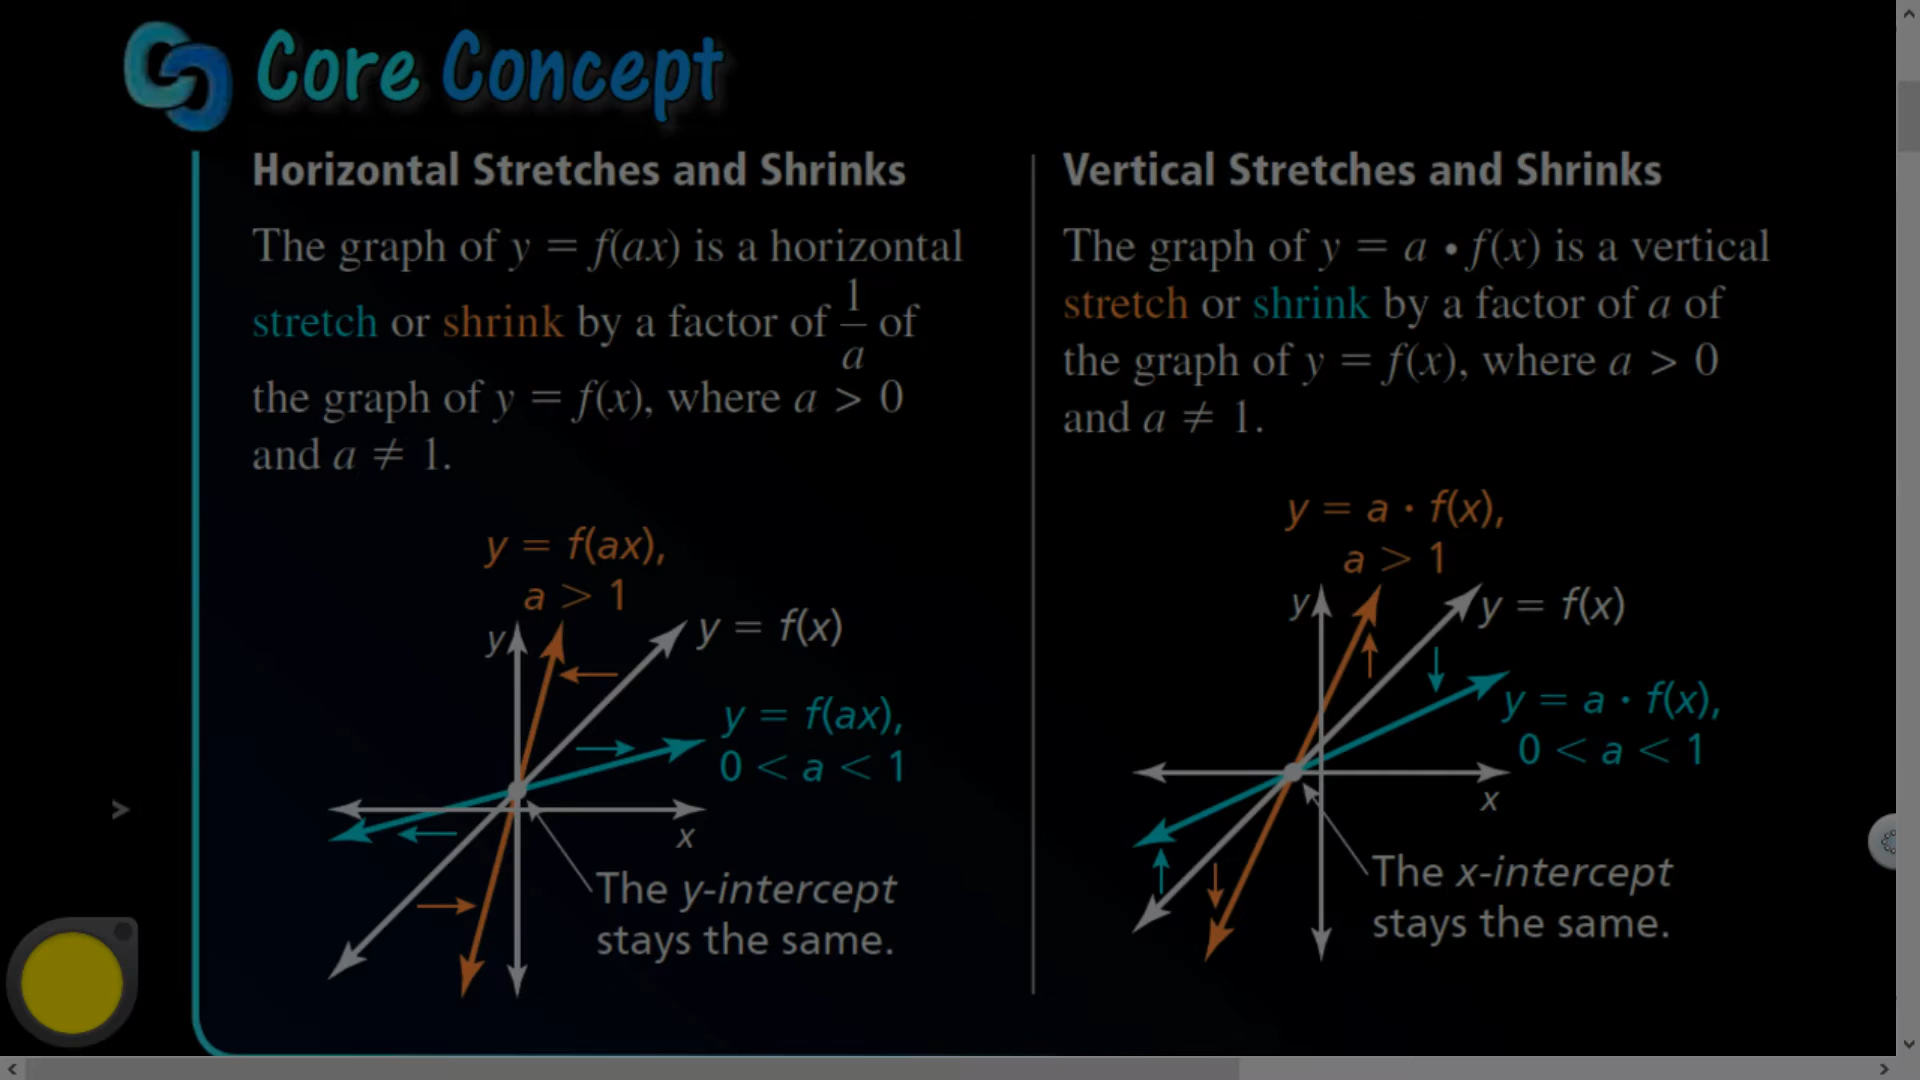 Core Concept
Horizontal Stretches and Shrinks
The graph of y = f(ax) is a horizontal
stretch or shrink by a factor of 1/a of
the graph of y = f(x), where a > 0
and a ≠ 1.
y = f(ax),
a > 1
y
y = f(x)
y = f(ax),
0 < a < 1
x
The y-intercept
stays the same.
Vertical Stretches and Shrinks
The graph of y = a • f(x) is a vertical
stretch or shrink by a factor of a of
the graph of y = f(x), where a > 0
and a ≠ 1.
y = a · f(x),
a > 1
y
y = f(x)
y = a · f(x),
0 < a < 1
x
The x-intercept
stays the same.